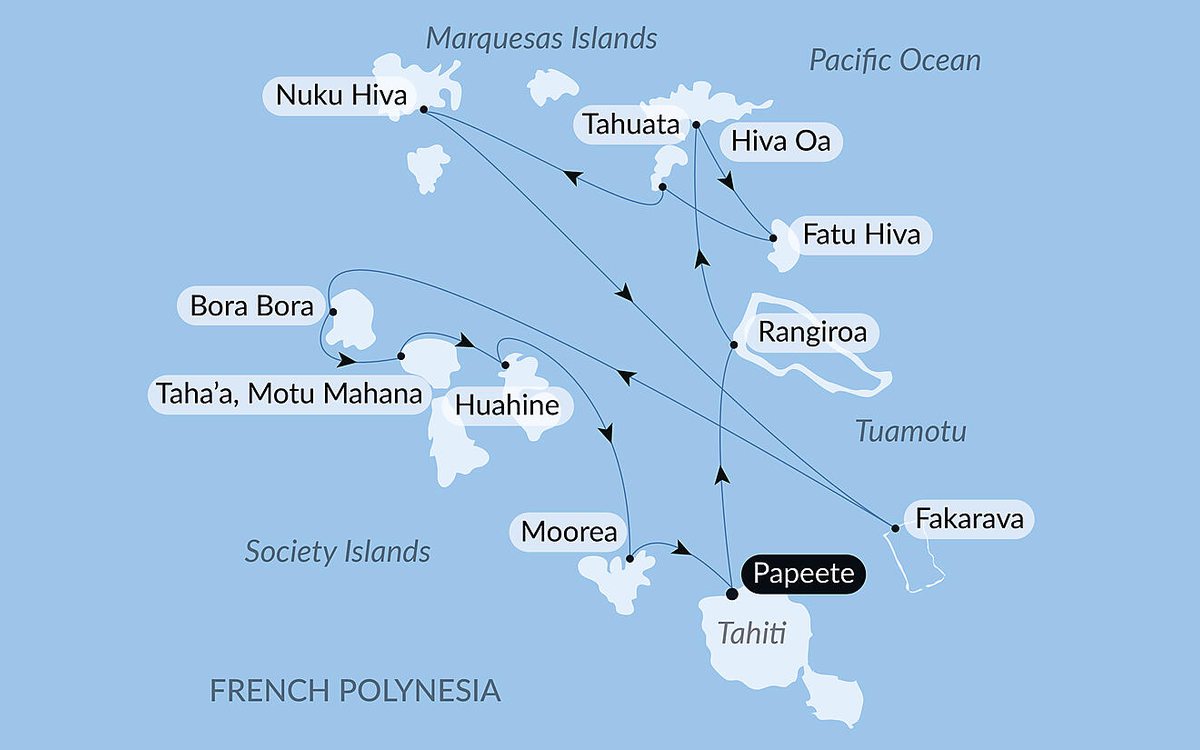 Marquesas Islands
Pacific Ocean
Nuku Hiva
Tahuata
Hiva Oa
Fatu Hiva
Bora Bora
Rangiroa
Taha’a, Motu Mahana
Huahine
Tuamotu
Fakarava
Moorea
Society Islands
Papeete
Tahiti
FRENCH POLYNESIA